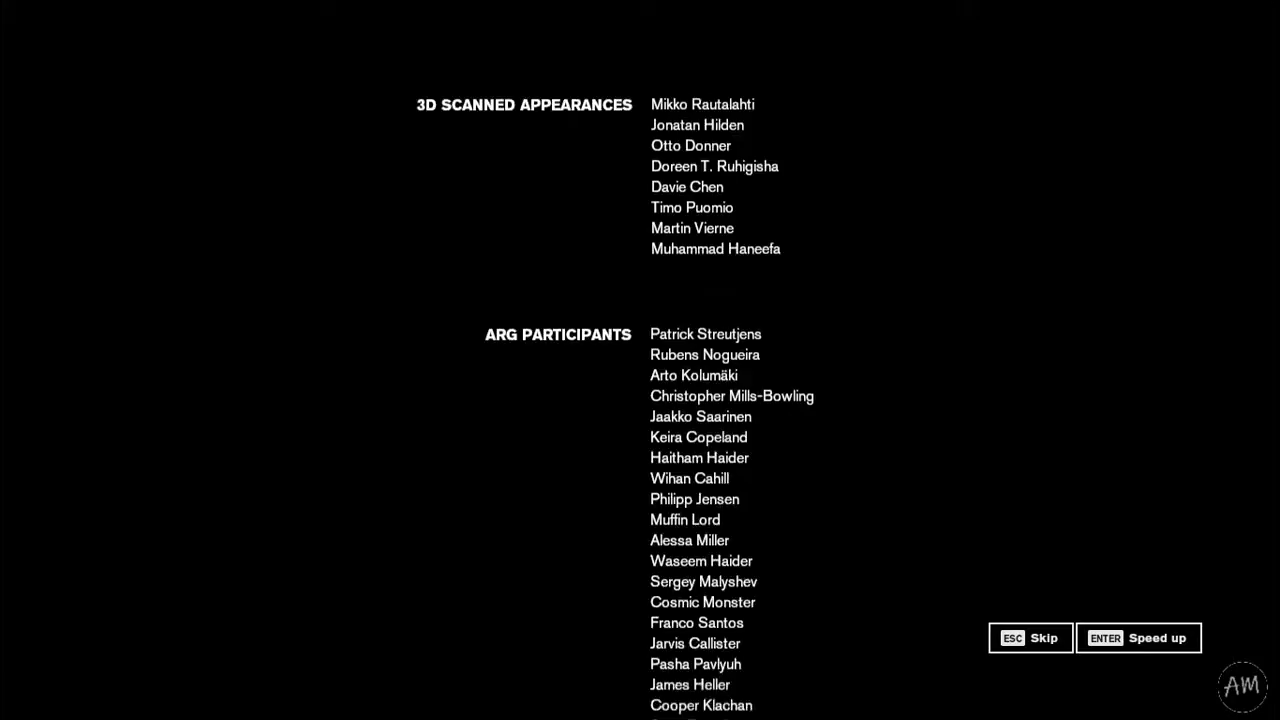 3D SCANNED APPEARANCES Mikko Rautalahti
Jonatan Hilden
Otto Donner
Doreen T. Ruhigisha
Davie Chen
Timo Puomio
Martin Vierne
Muhammad Haneefa
ARG PARTICIPANTS Patrick Streutjens
Rubens Nogueira
Arto Kolumäki
Christopher Mills-Bowling
Jaakko Saarinen
Keira Copeland
Haitham Haider
Wihan Cahill
Philipp Jensen
Muffin Lord
Alessa Miller
Waseem Haider
Sergey Malyshev
Cosmic Monster
Franco Santos
Jarvis Callister
Pasha Pavlyuh
James Heller
Cooper Klachan
ESC Skip ENTER Speed up
AM